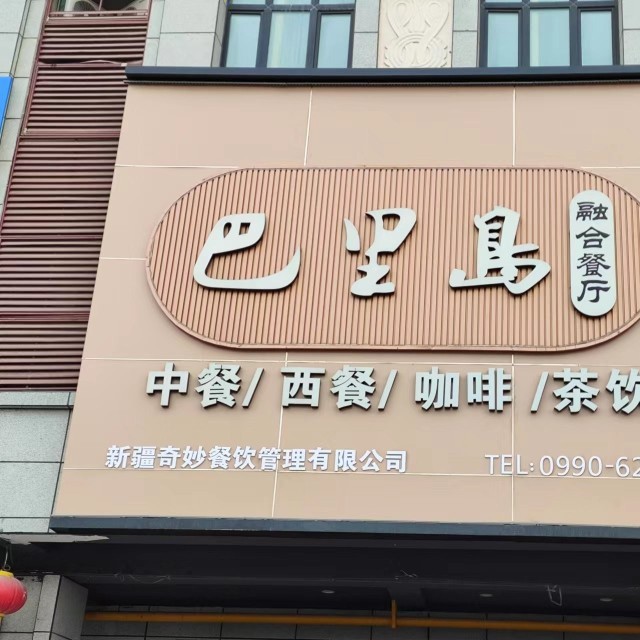 巴里岛
融合餐厅
中餐/西餐/咖啡/茶饮
新疆奇妙餐饮管理有限公司
TEL:0990-62